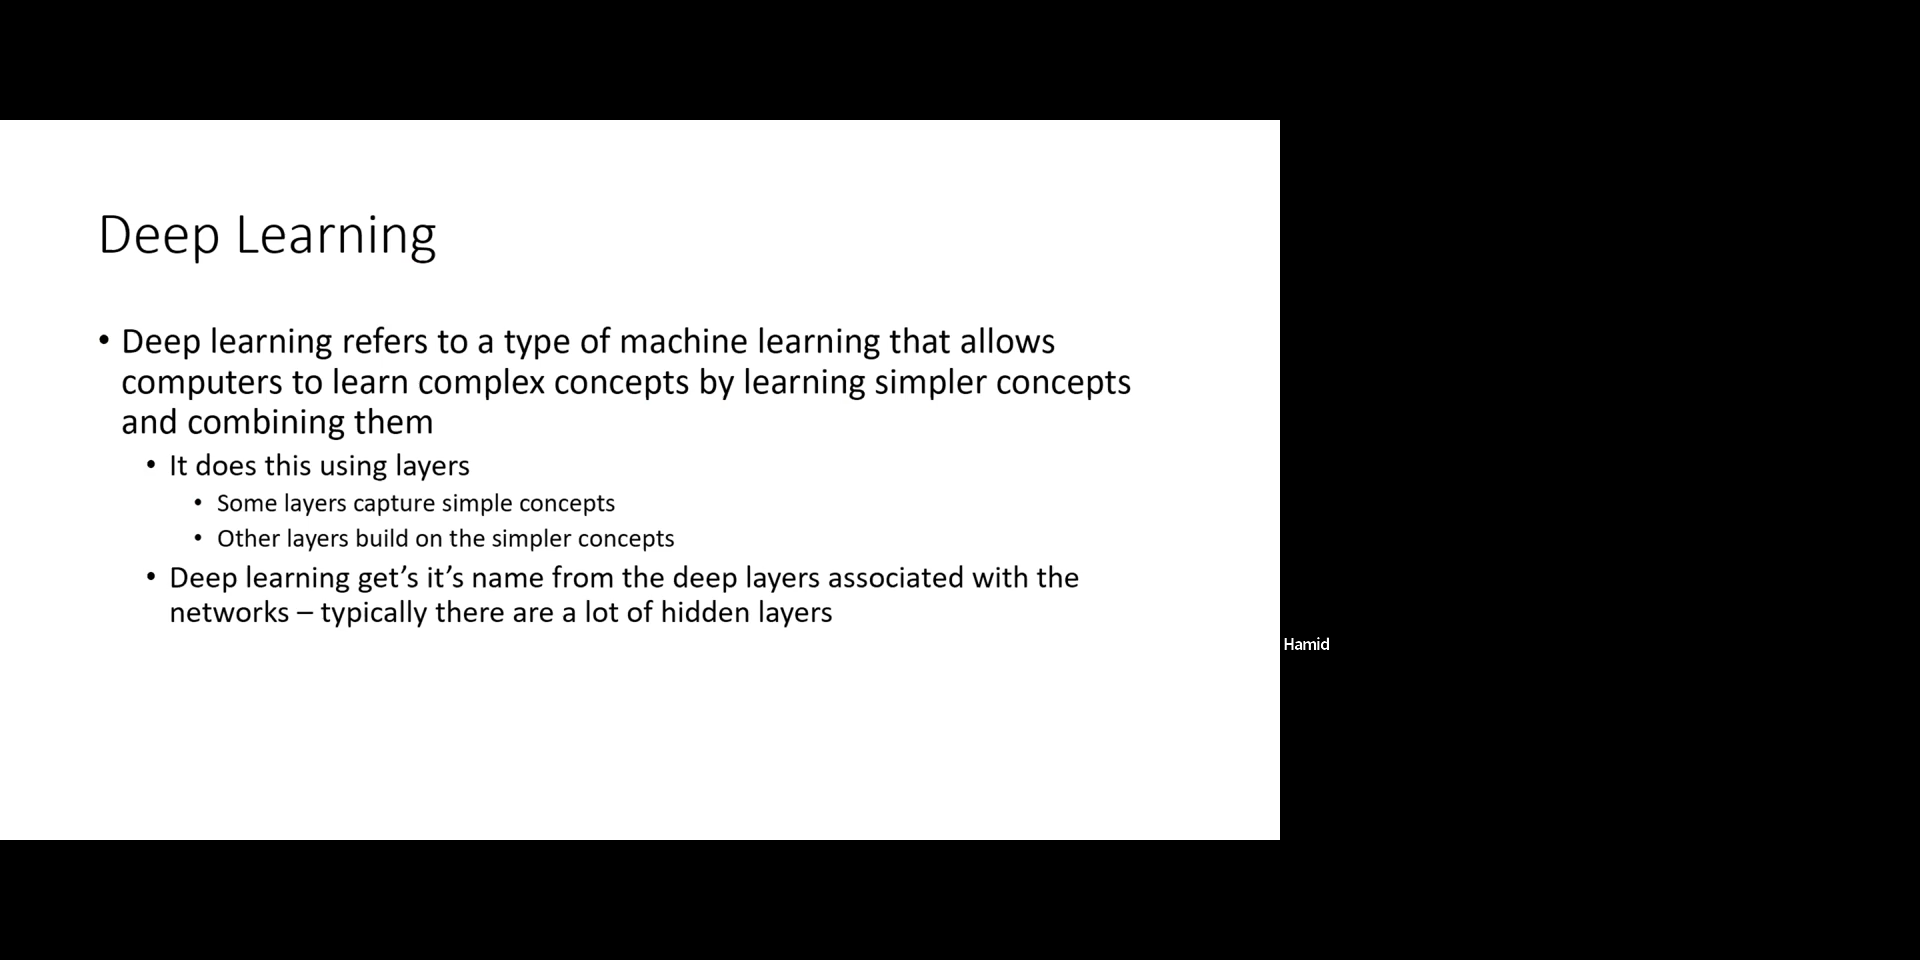 Deep Learning
• Deep learning refers to a type of machine learning that allows
computers to learn complex concepts by learning simpler concepts
and combining them
• It does this using layers
• Some layers capture simple concepts
• Other layers build on the simpler concepts
• Deep learning get’s it’s name from the deep layers associated with the
networks – typically there are a lot of hidden layers
Hamid